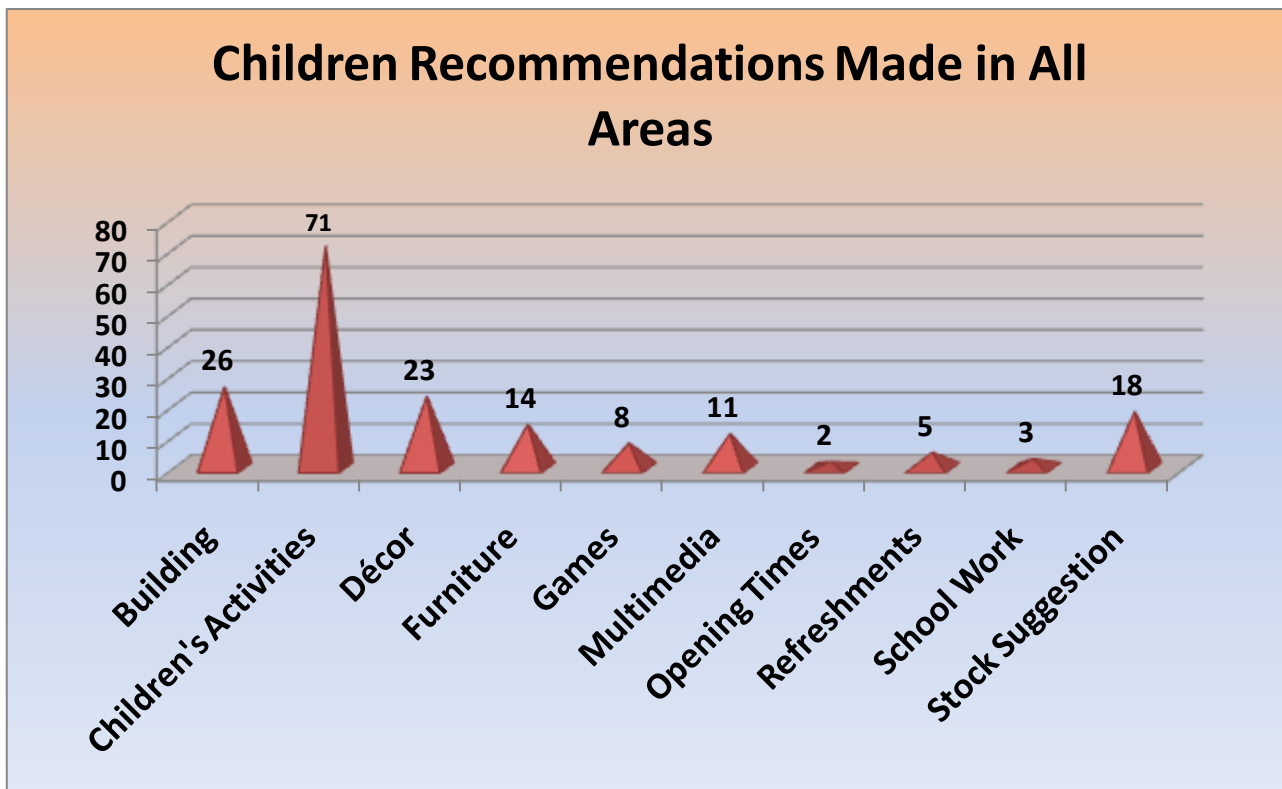 Children Recommendations Made in All
Areas
80
70
60
50
40
30
20
10
0
26
71
23
14
8
11
2
5
3
18
Building
Children's Activities
Décor
Furniture
Games
Multimedia
Opening Times
Refreshments
School Work
Stock Suggestion